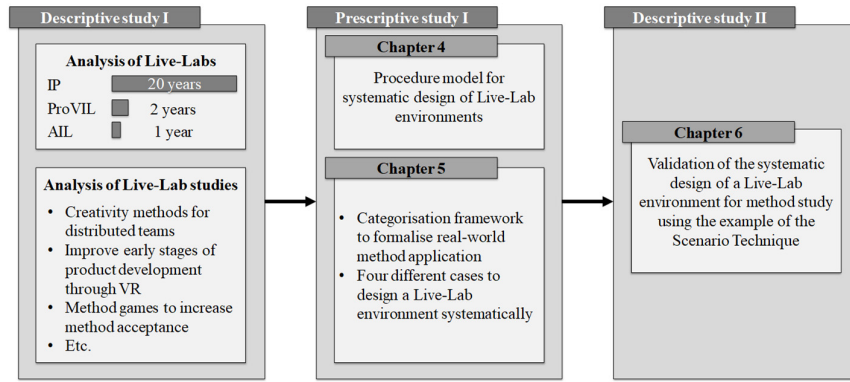 Descriptive study I
Analysis of Live-Labs
IP 20 years
ProVIL 2 years
AIL 1 year
Analysis of Live-Lab studies
• Creativity methods for
distributed teams
• Improve early stages of
product development
through VR
• Method games to increase
method acceptance
• Etc.
Prescriptive study I
Chapter 4
Procedure model for
systematic design of Live-Lab
environments
Chapter 5
• Categorisation framework
to formalise real-world
method application
• Four different cases to
design a Live-Lab
environment systematically
Descriptive study II
Chapter 6
Validation of the systematic
design of a Live-Lab
environment for method study
using the example of the
Scenario Technique